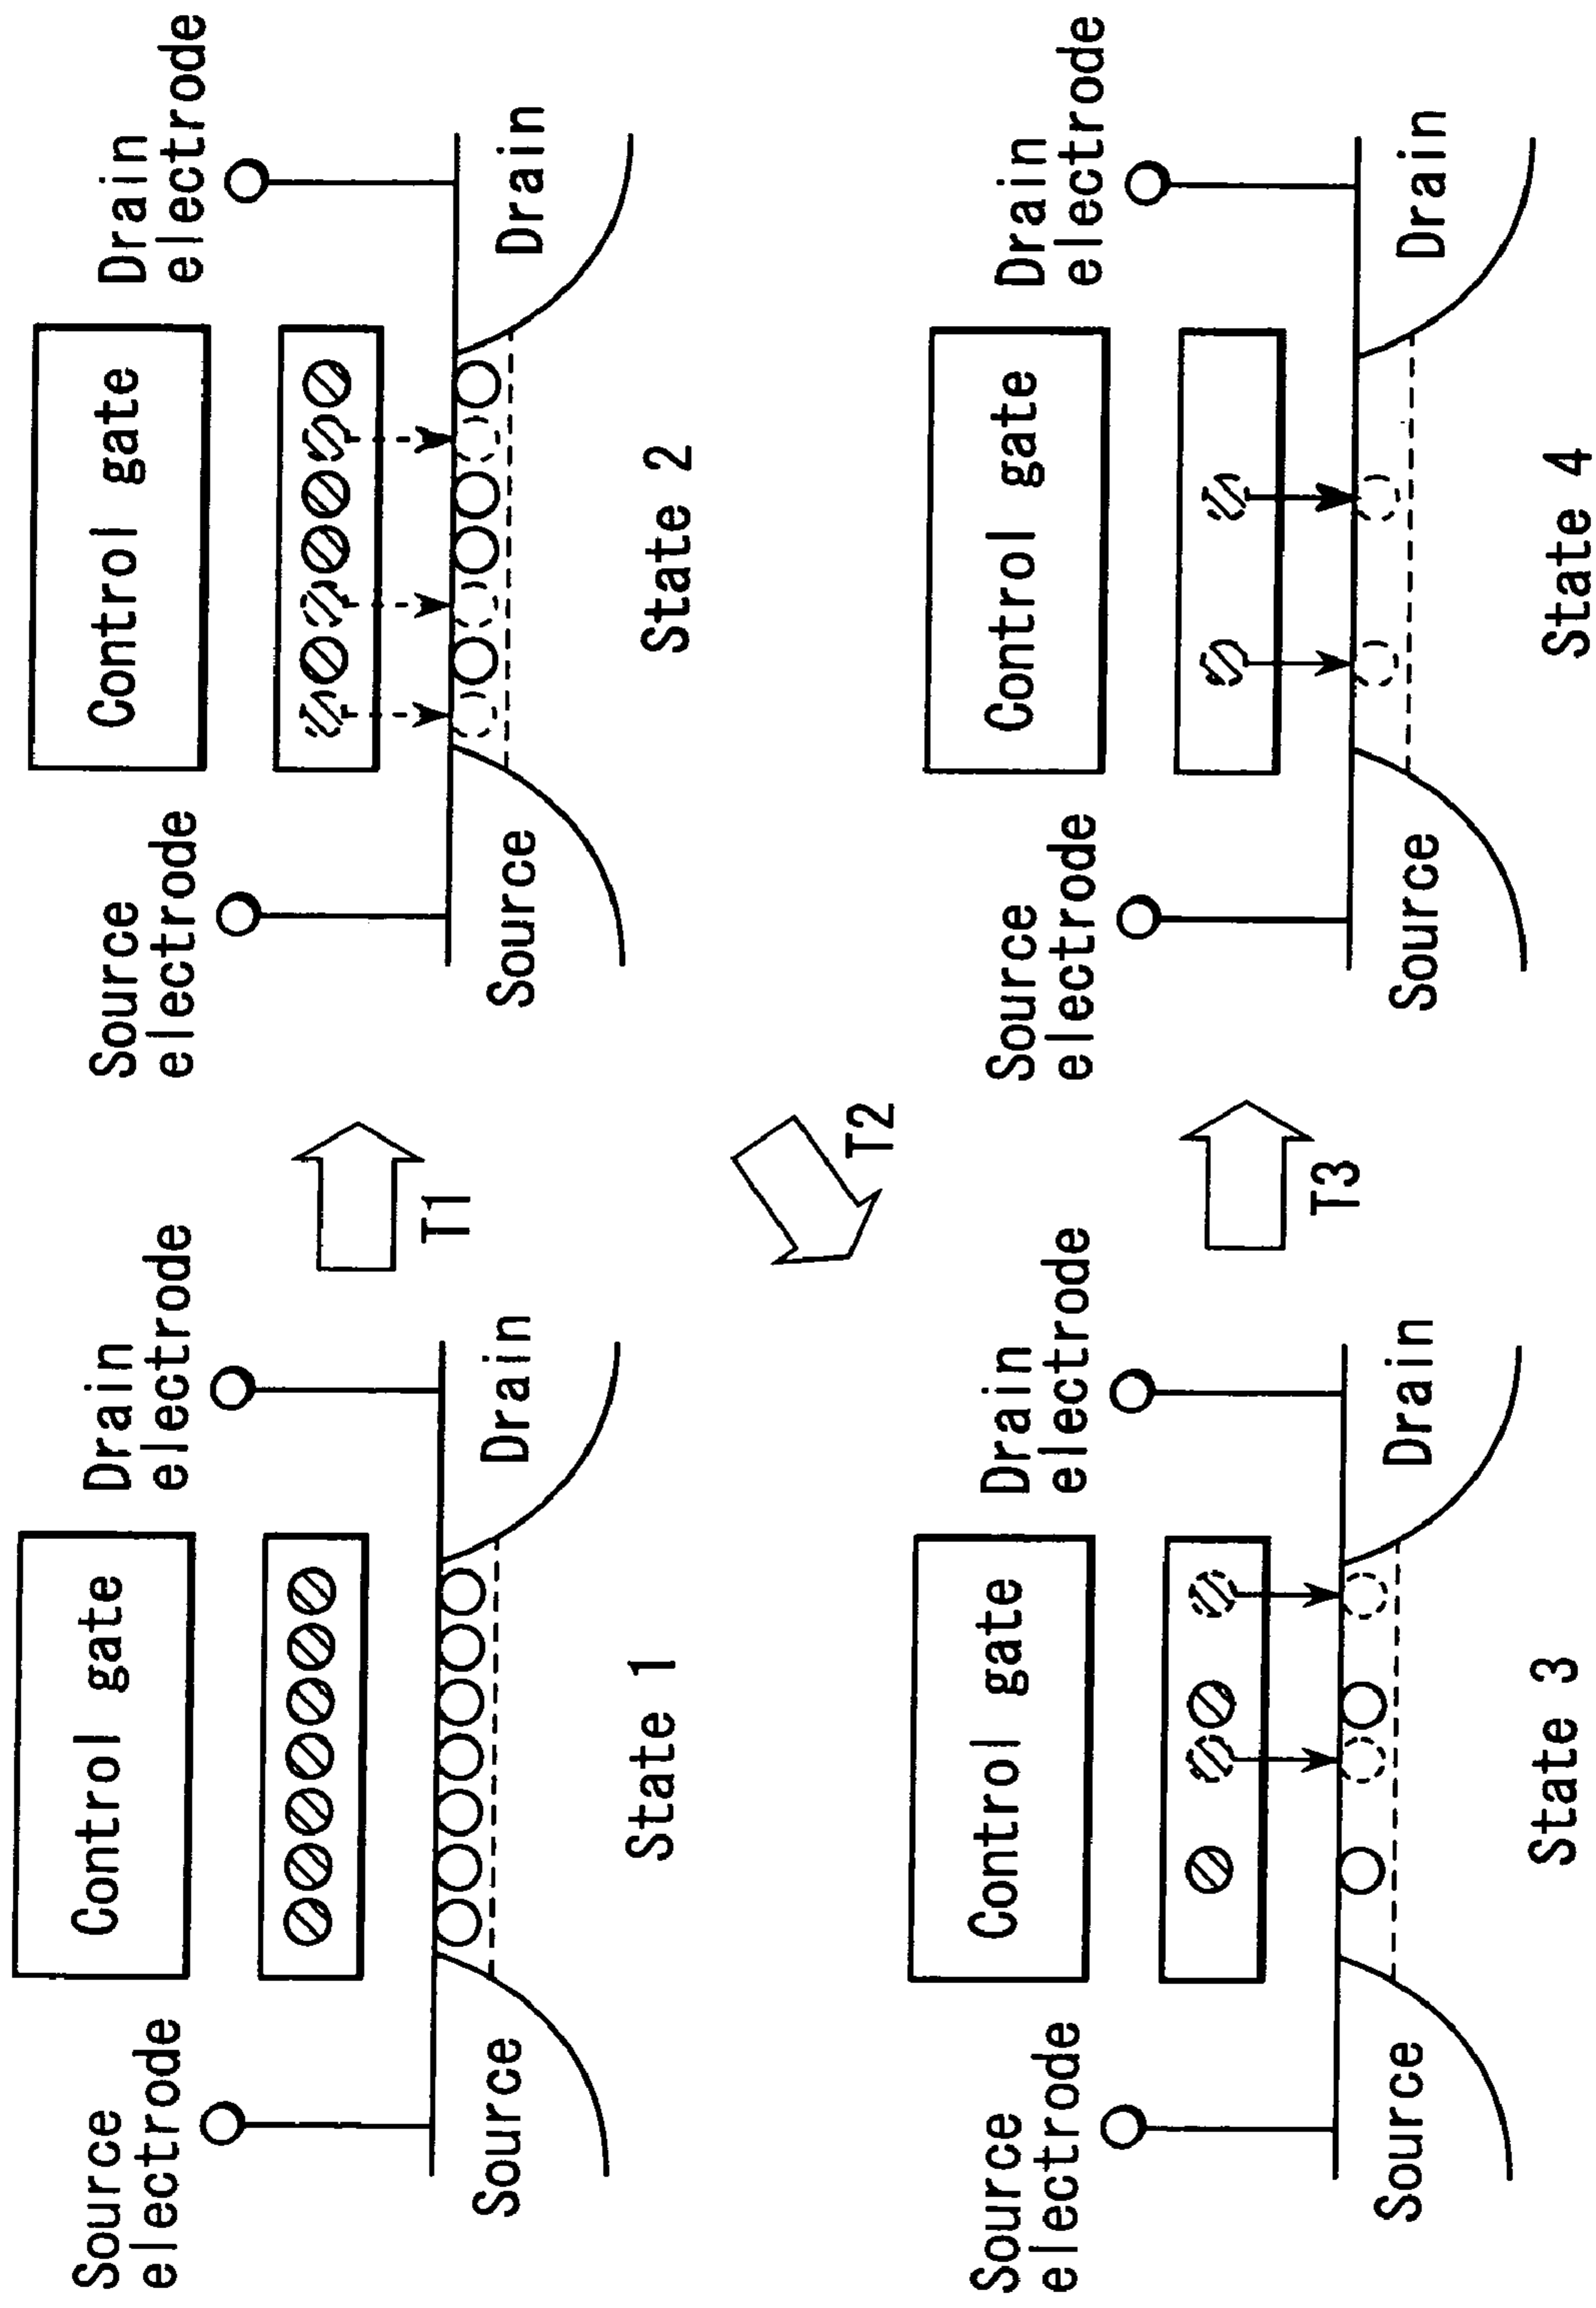 Source
electrode
Control gate
Drain
electrode
Source
Drain
State 1
T1
Source
electrode
Control gate
Drain
electrode
Source
Drain
State 2
T2
Source
electrode
Control gate
Drain
electrode
Source
Drain
State 3
T3
Source
electrode
Control gate
Drain
electrode
Source
Drain
State 4